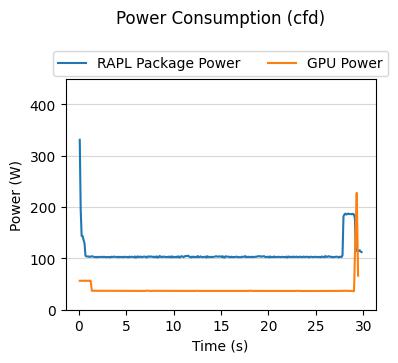 Power Consumption (cfd)
RAPL Package Power GPU Power
400
300
200
100
0
Power (W)
0 5 10 15 20 25 30
Time (s)